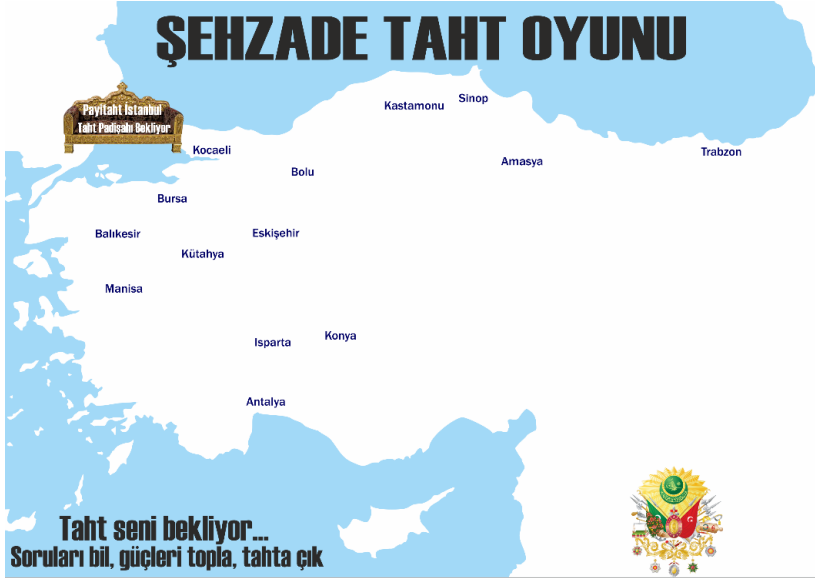 ŞEHZADE TAHT OYUNU
Payitaht İstanbul
Taht Padişahı Bekliyor
Kastamonu
Sinop
Kocaeli
Bolu
Amasya
Trabzon
Bursa
Balıkesir
Eskişehir
Kütahya
Manisa
Isparta
Konya
Antalya
Taht seni bekliyor...
Soruları bil, güçleri topla, tahta çık